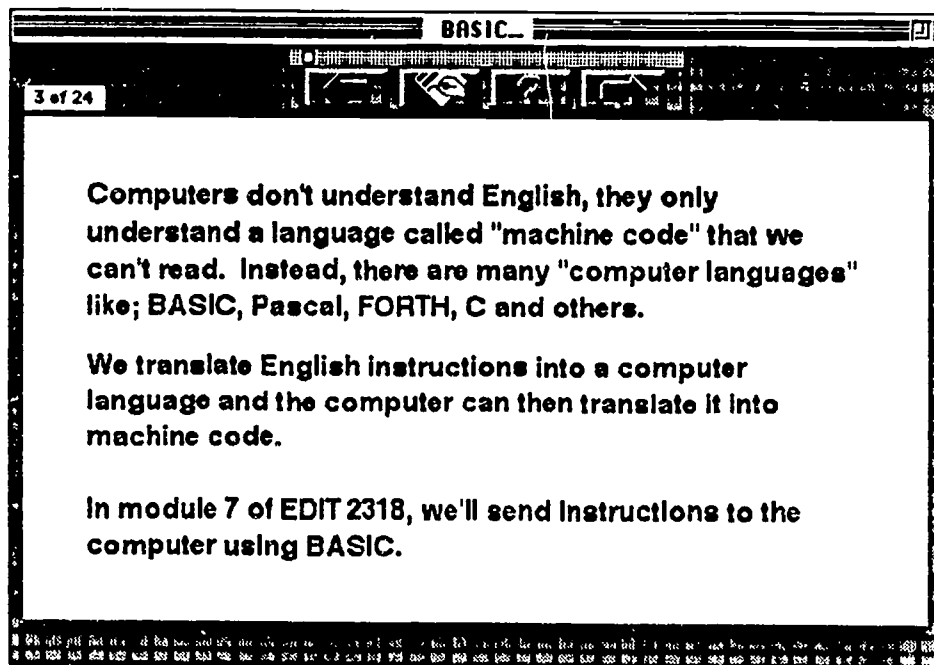 BASIC_
3 of 24
Computers don't understand English, they only
understand a language called "machine code" that we
can't read. Instead, there are many "computer languages"
like; BASIC, Pascal, FORTH, C and others.
We translate English instructions into a computer
language and the computer can then translate it into
machine code.
In module 7 of EDIT 2318, we'll send instructions to the
computer using BASIC.